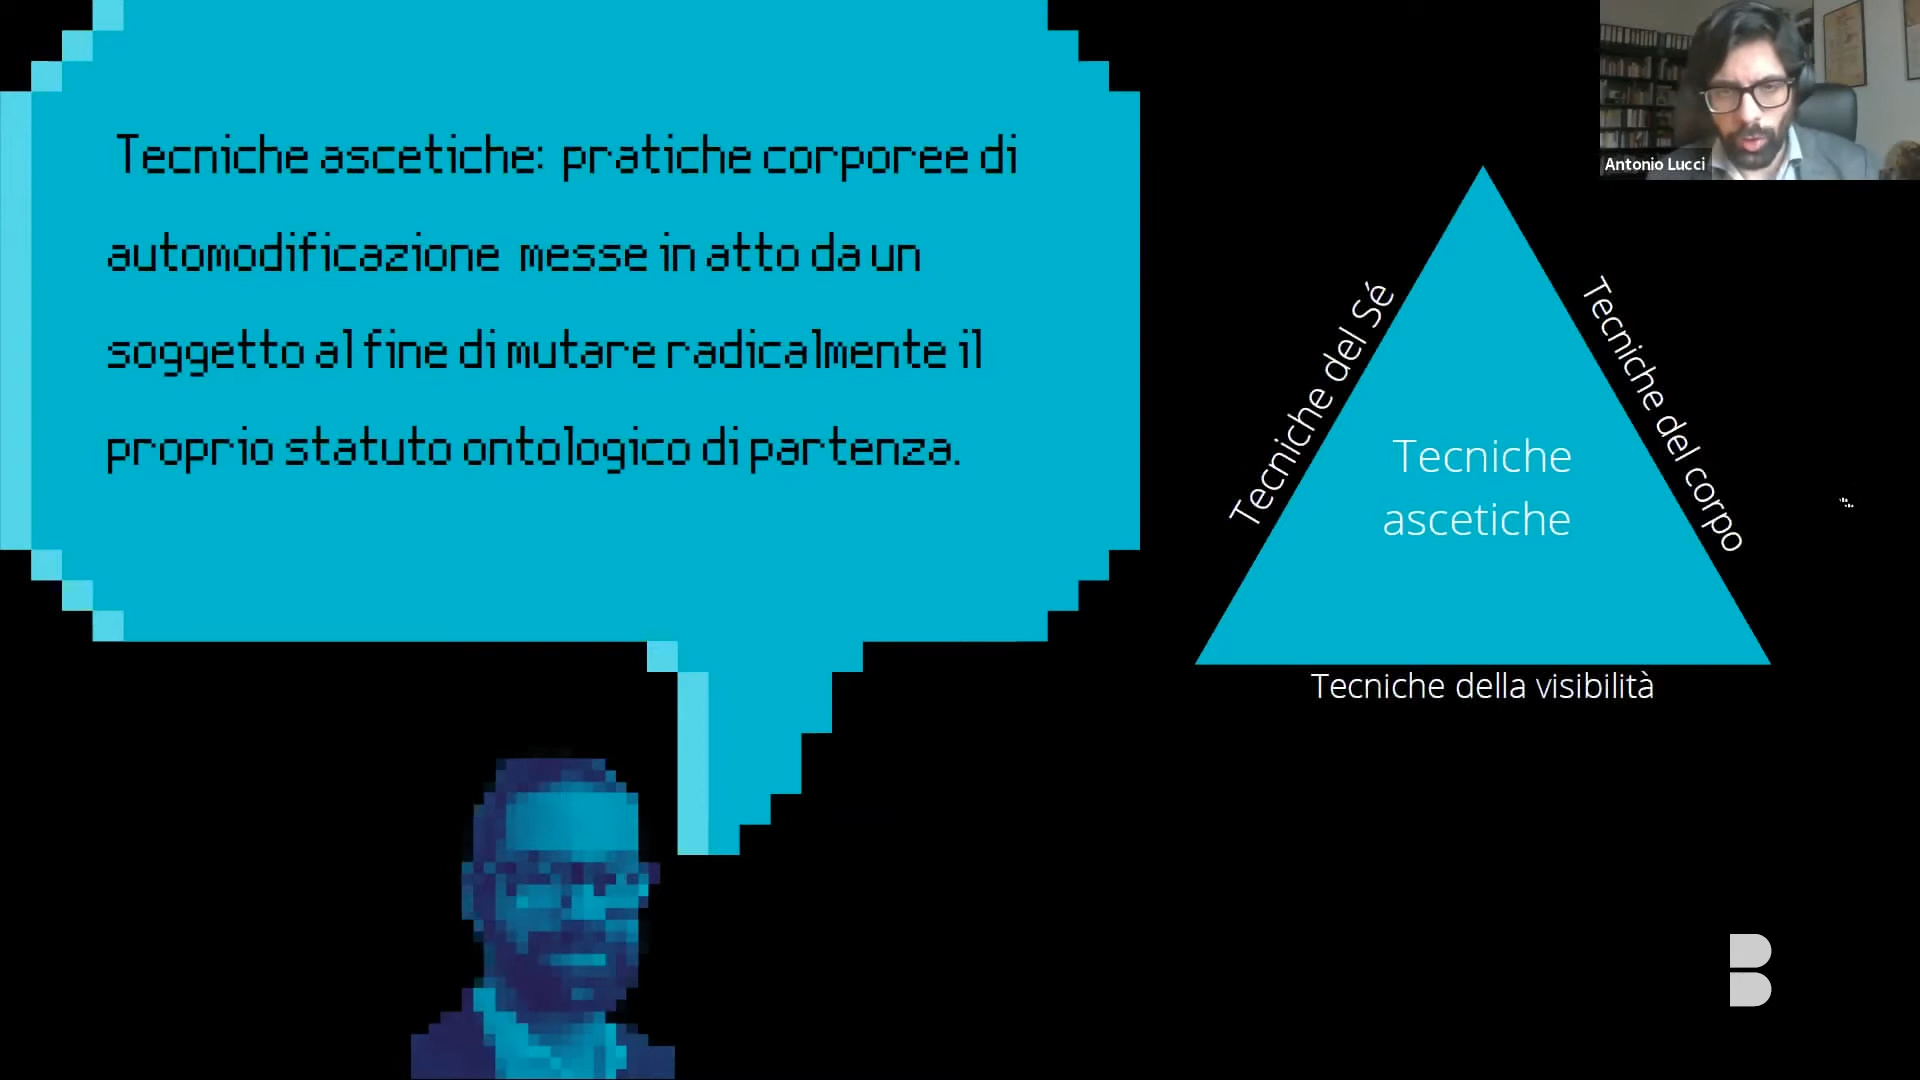 Tecniche ascetiche: pratiche corporee di
automodificazione messe in atto da un
soggetto al fine di mutare radicalmente il
proprio statuto ontologico di partenza.
Antonio Lucci
Tecniche del Sé
Tecniche del corpo
Tecniche
ascetiche
Tecniche della visibilità
B